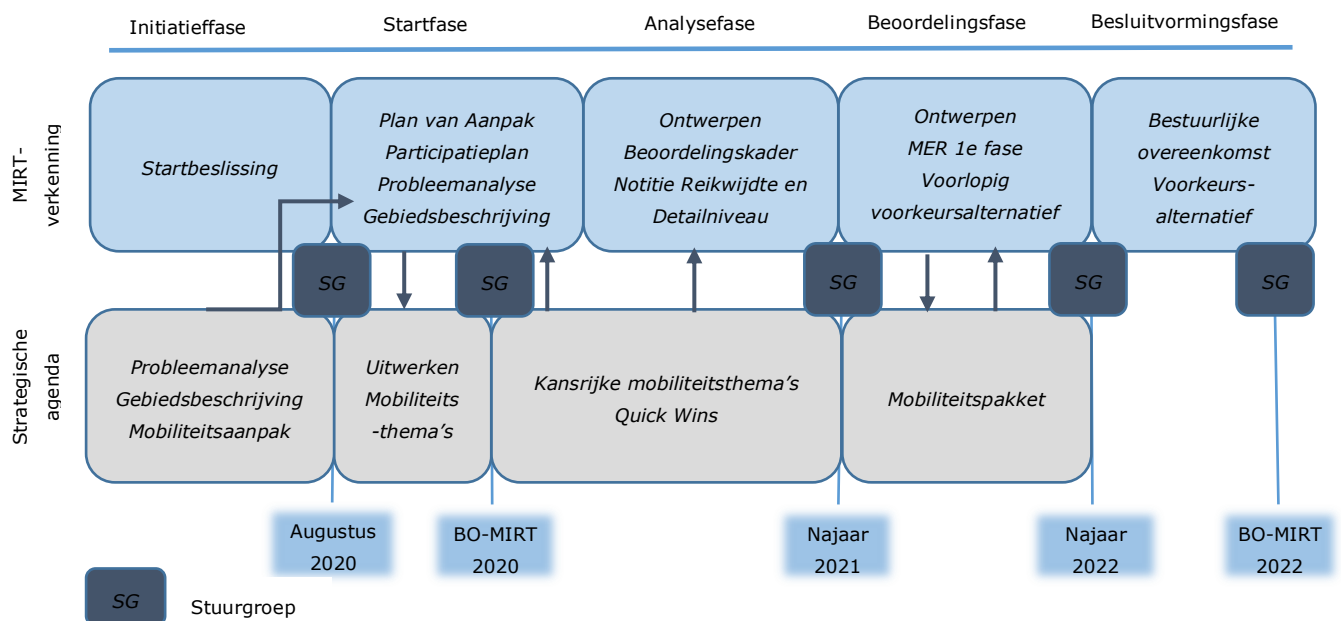 Initiatieffase
Startfase
Analysefase
Beoordelingsfase
Besluitvormingsfase
MIRT-
verkenning
Startbeslissing
Plan van Aanpak
Participatieplan
Probleemanalyse
Gebiedsbeschrijving
Ontwerpen
Beoordelingskader
Notitie Reikwijdte en
Detailniveau
Ontwerpen
MER 1e fase
Voorlopig
voorkeursalternatief
Bestuurlijke
overeenkomst
Voorkeurs-
alternatief
SG
SG
SG
SG
SG
Strategische
agenda
Probleemanalyse
Gebiedsbeschrijving
Mobiliteitsaanpak
Uitwerken
Mobiliteits
-thema's
Kansrijke mobiliteitsthema's
Quick Wins
Mobiliteitspakket
Augustus
2020
BO-MIRT
2020
Najaar
2021
Najaar
2022
BO-MIRT
2022
SG
Stuurgroep